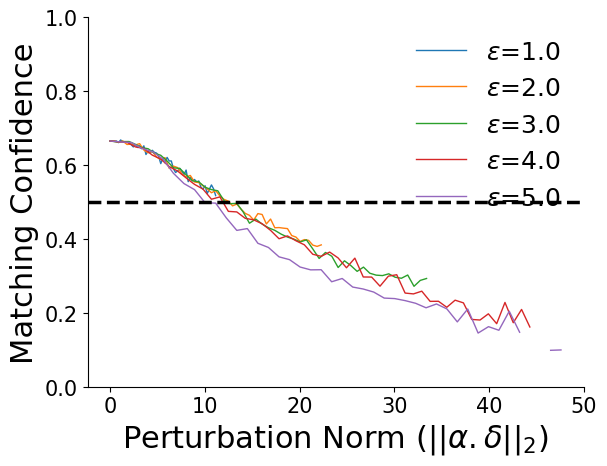 1.0
0.8
0.6
0.4
0.2
0.0
Matching Confidence
ε=1.0
ε=2.0
ε=3.0
ε=4.0
ε=5.0
0 10 20 30 40 50
Perturbation Norm (||α.δ||₂)